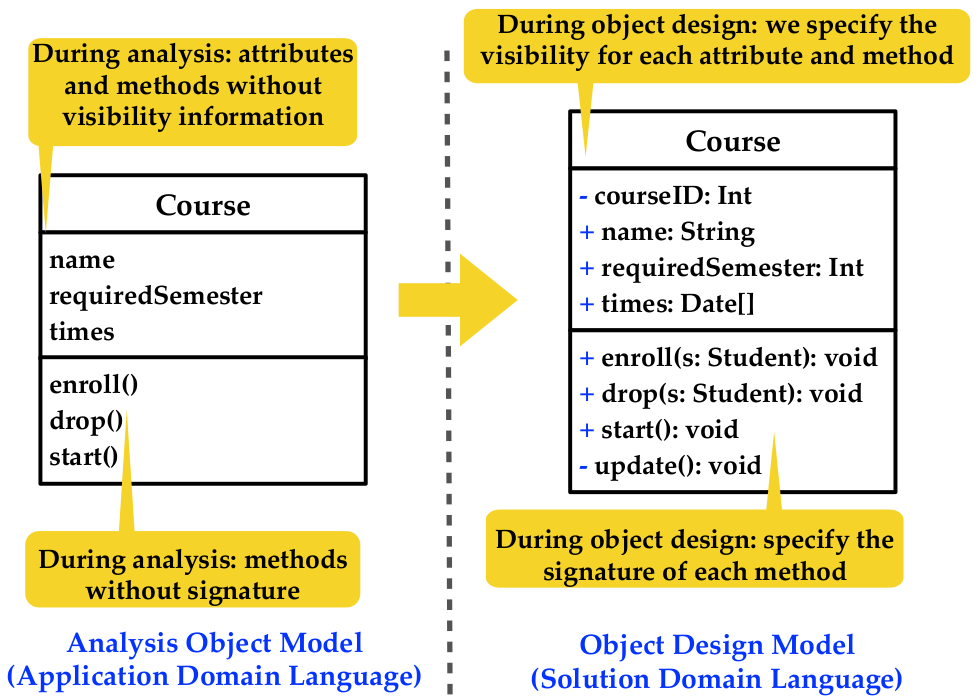 During analysis: attributes
and methods without
visibility information
Course
name
requiredSemester
times
enroll()
drop()
start()
During analysis: methods
without signature
Analysis Object Model
(Application Domain Language)
During object design: we specify the
visibility for each attribute and method
Course
- courseID: Int
+ name: String
+ requiredSemester: Int
+ times: Date[]
+ enroll(s: Student): void
+ drop(s: Student): void
+ start(): void
- update(): void
During object design: specify the
signature of each method
Object Design Model
(Solution Domain Language)